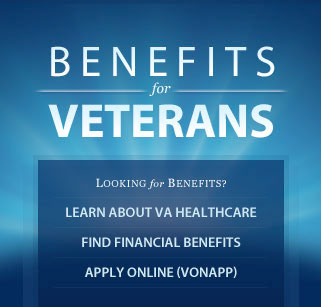 BENEFITS
for
VETERANS
LOOKING for BENEFITS?
LEARN ABOUT VA HEALTHCARE
FIND FINANCIAL BENEFITS
APPLY ONLINE (VONAPP)